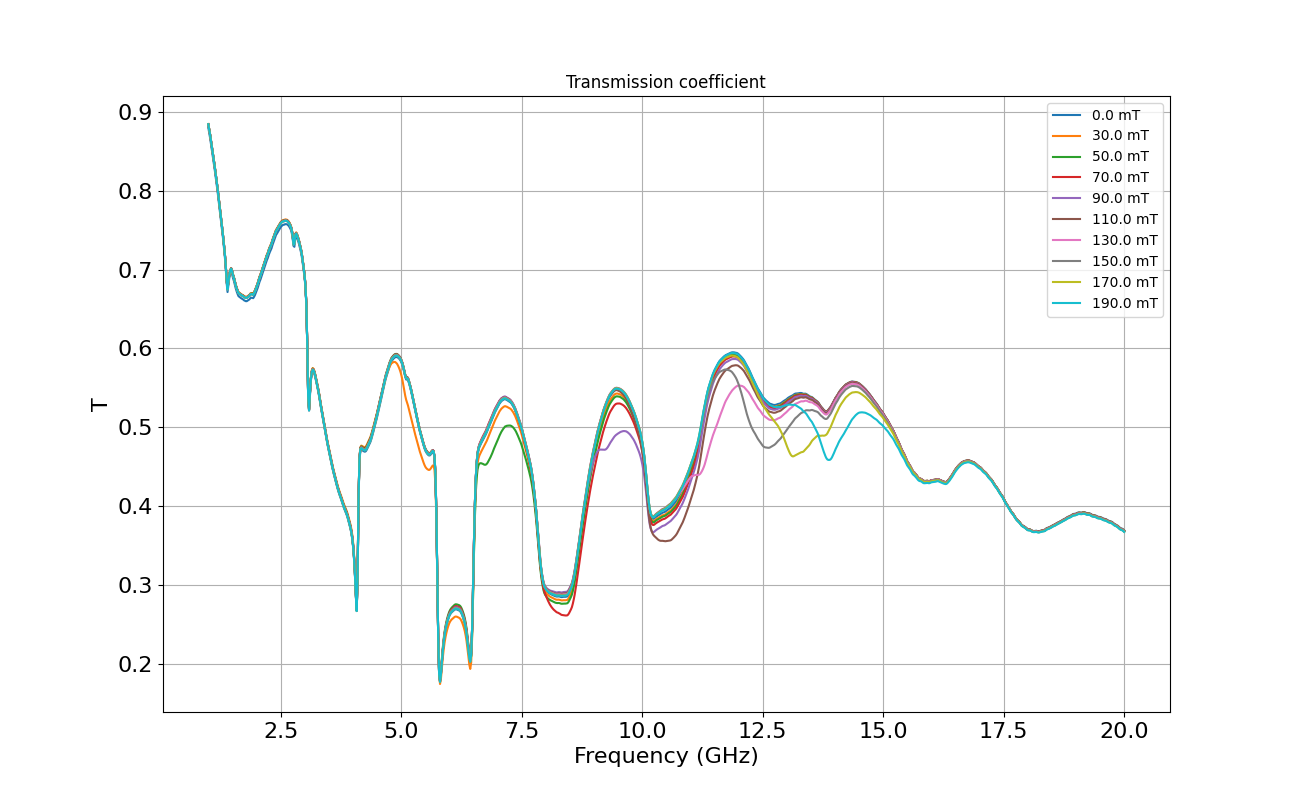 Transmission coefficient
T
0.9
0.8
0.7
0.6
0.5
0.4
0.3
0.2
0.0 mT
30.0 mT
50.0 mT
70.0 mT
90.0 mT
110.0 mT
130.0 mT
150.0 mT
170.0 mT
190.0 mT
2.5 5.0 7.5 10.0 12.5 15.0 17.5 20.0
Frequency (GHz)